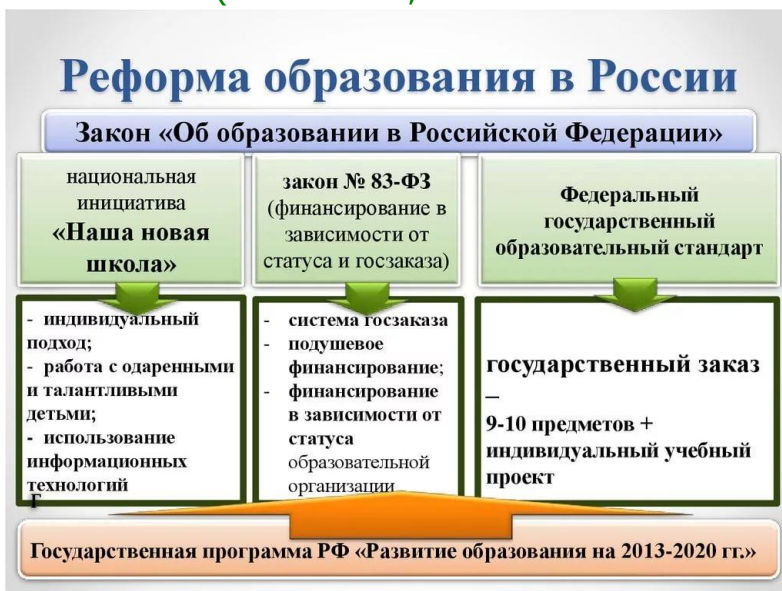 Реформа образования в России
Закон «Об образовании в Российской Федерации»
национальная
инициатива
«Наша новая
школа»
закон № 83-ФЗ
(финансирование в
зависимости от
статуса и госзаказа)
Федеральный
государственный
образовательный стандарт
- индивидуальный
подход;
- работа с одаренными
и талантливыми
детьми;
- использование
информационных
технологий
Г
- система госзаказа
- подушевое
финансирование;
- финансирование
в зависимости от
статуса
образовательной
организации
государственный заказ
–
9-10 предметов +
индивидуальный учебный
проект
Государственная программа РФ «Развитие образования на 2013-2020 гг.»